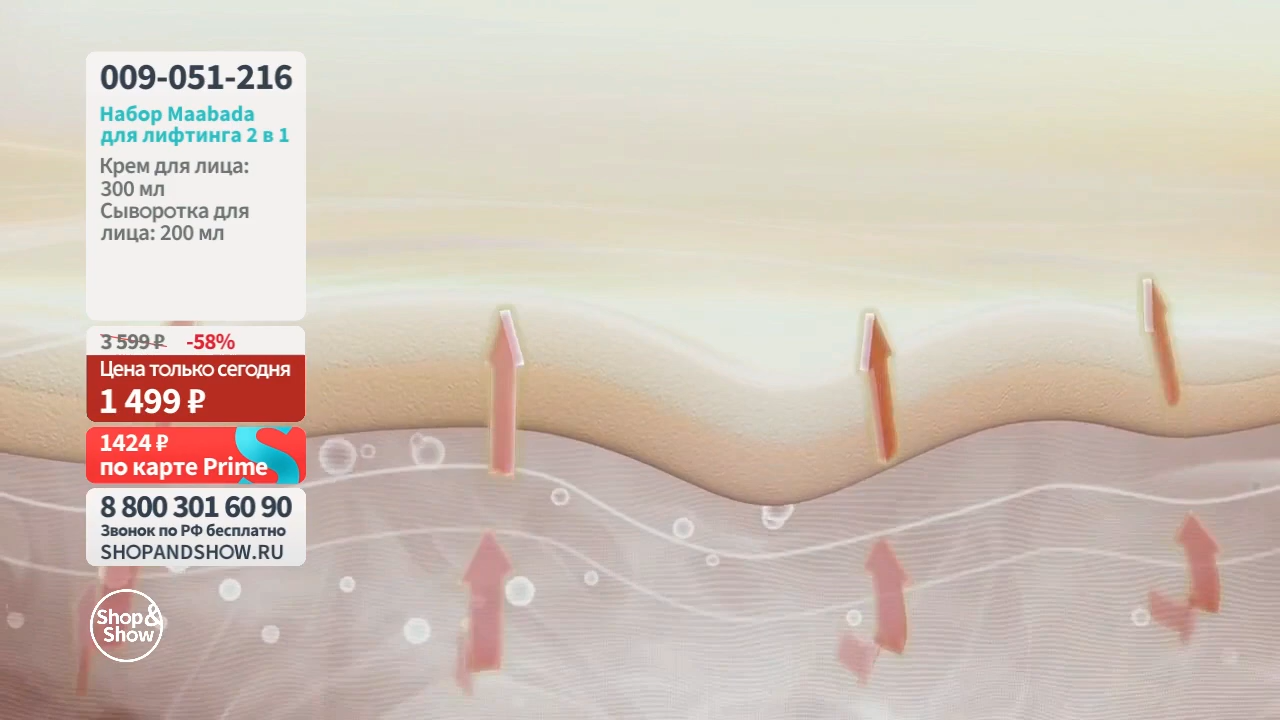 009-051-216
Набор Maabada
для лифтинга 2 в 1
Крем для лица:
300 мл
Сыворотка для
лица: 200 мл
3 599 ₽ -58%
Цена только сегодня
1 499 ₽
1424 ₽
по карте Prime
8 800 301 60 90
Звонок по РФ бесплатно
SHOPANDSHOW.RU
Shop&
Show